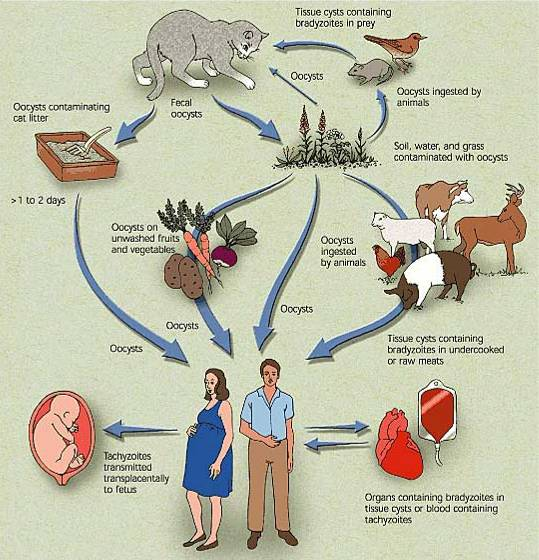 Tissue cysts containing
bradyzoites in prey
Oocysts
Oocysts ingested by
animals
Oocysts contaminating
cat litter
Fecal
oocysts
Soil, water, and grass
contaminated with oocysts
>1 to 2 days
Oocysts on
unwashed fruits
and vegetables
Oocysts
ingested
by animals
Oocysts
Oocysts
Oocysts
Tissue cysts containing
bradyzoites in undercooked
or raw meats
Tachyzoites
transmitted
transplacentally
to fetus
Organs containing bradyzoites in
tissue cysts or blood containing
tachyzoites